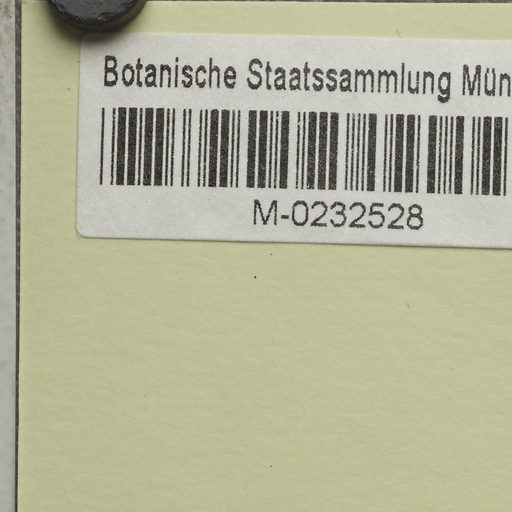 Botanische Staatssammlung Mün
M-0232528